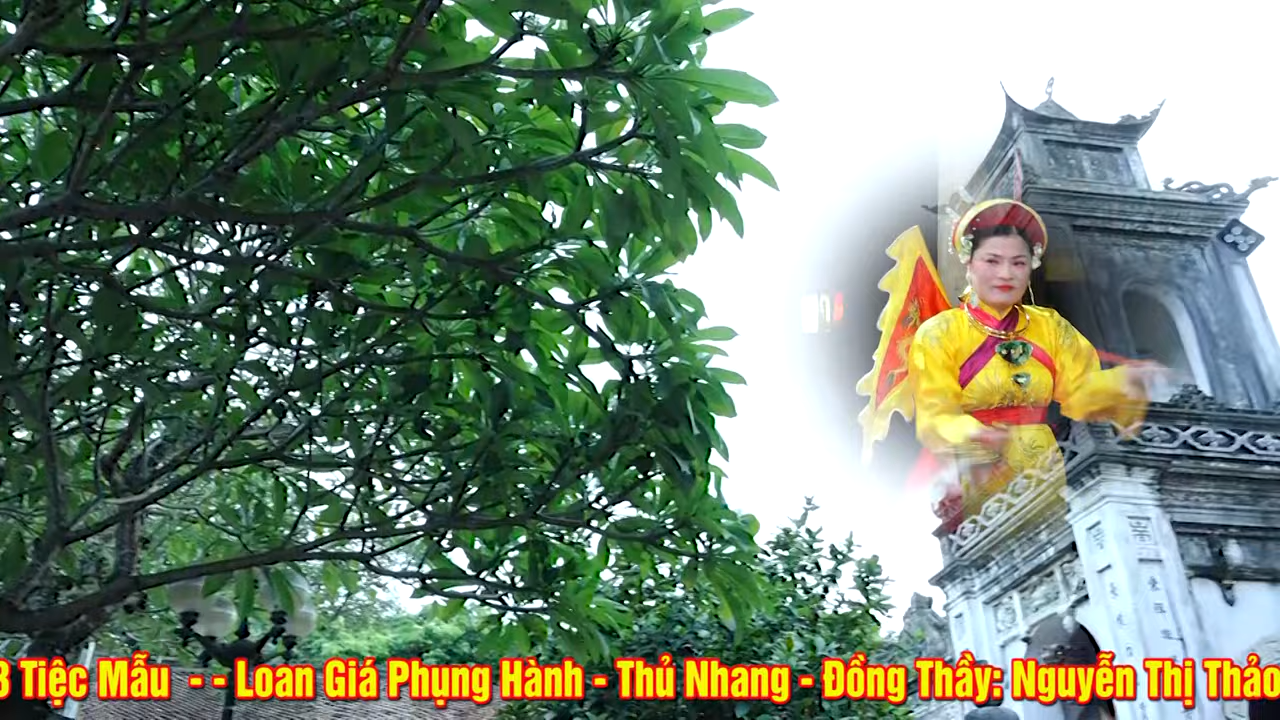 3 Tiệc Mẫu - - Loan Giá Phụng Hành - Thủ Nhang - Đồng Thầy: Nguyễn Thị Thảo